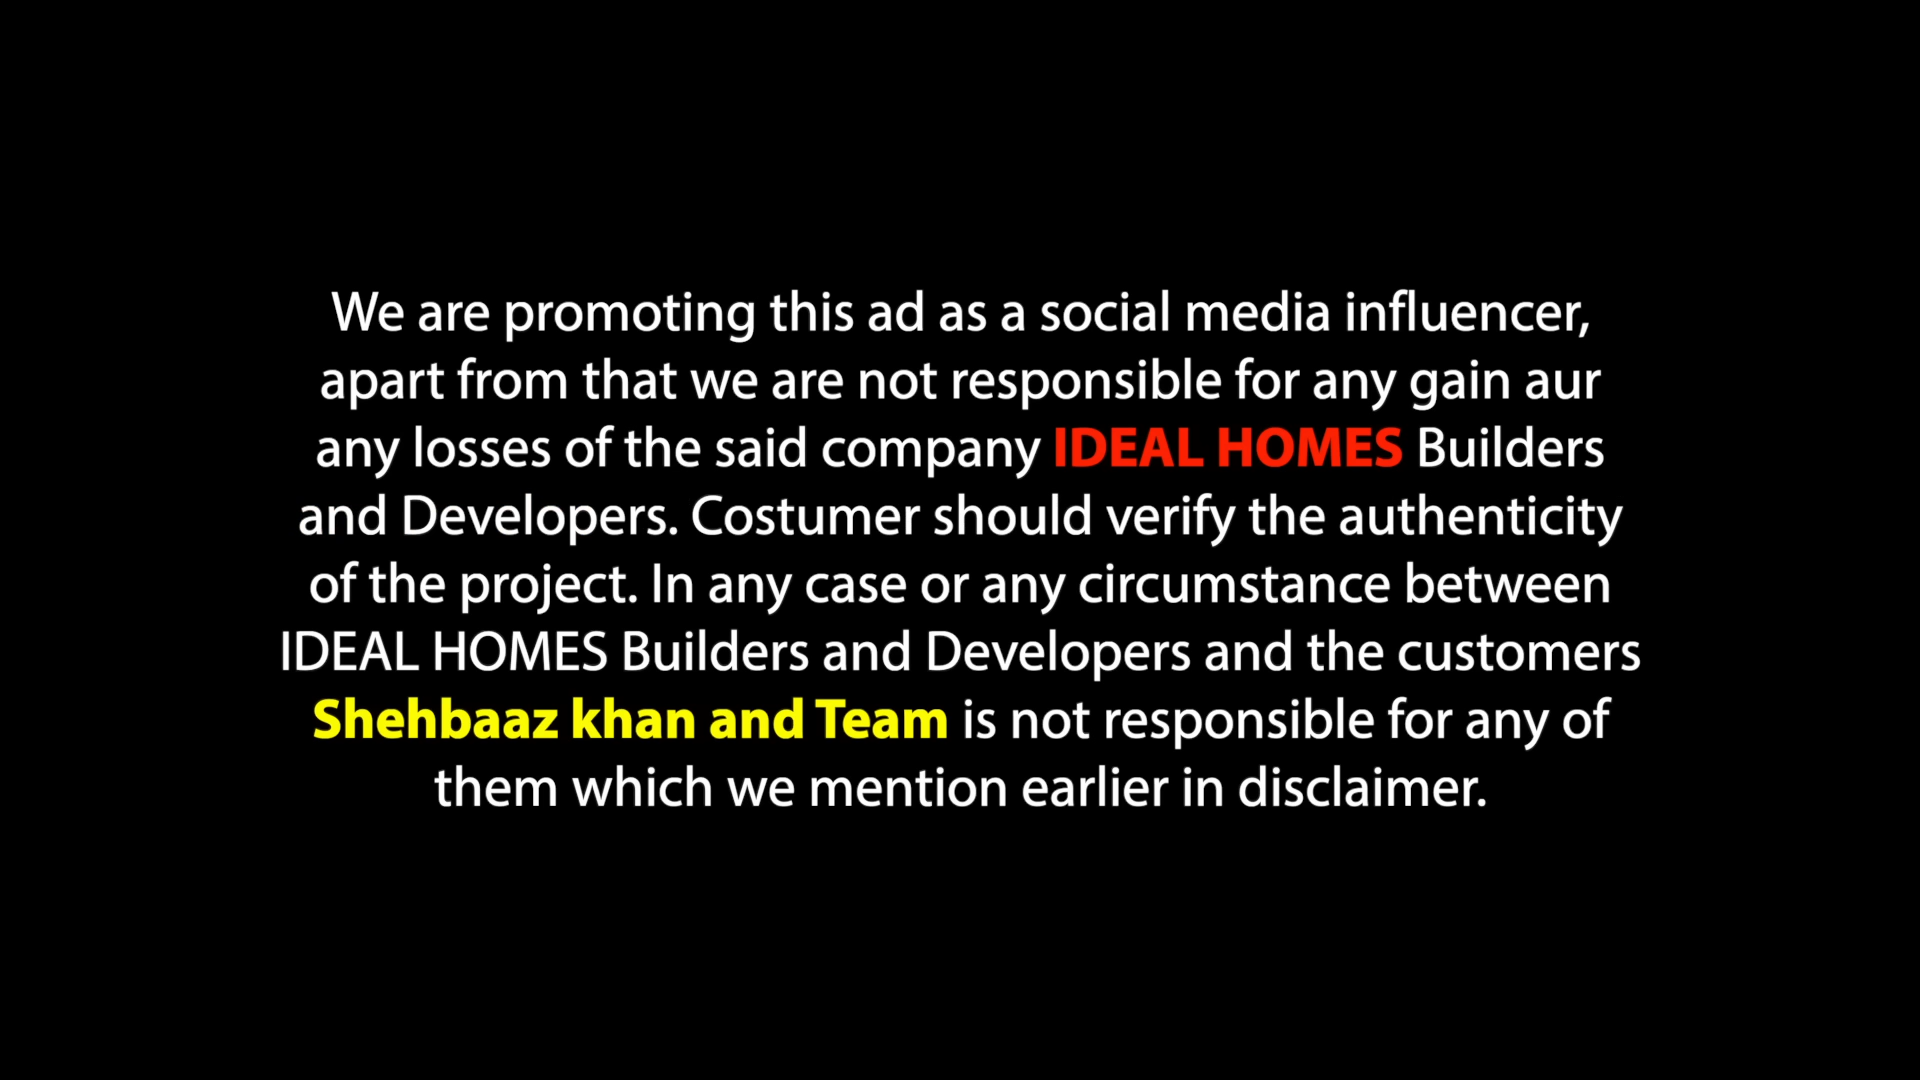 We are promoting this ad as a social media influencer,
apart from that we are not responsible for any gain aur
any losses of the said company IDEAL HOMES Builders
and Developers. Costumer should verify the authenticity
of the project. In any case or any circumstance between
IDEAL HOMES Builders and Developers and the customers
Shehbaaz khan and Team is not responsible for any of
them which we mention earlier in disclaimer.